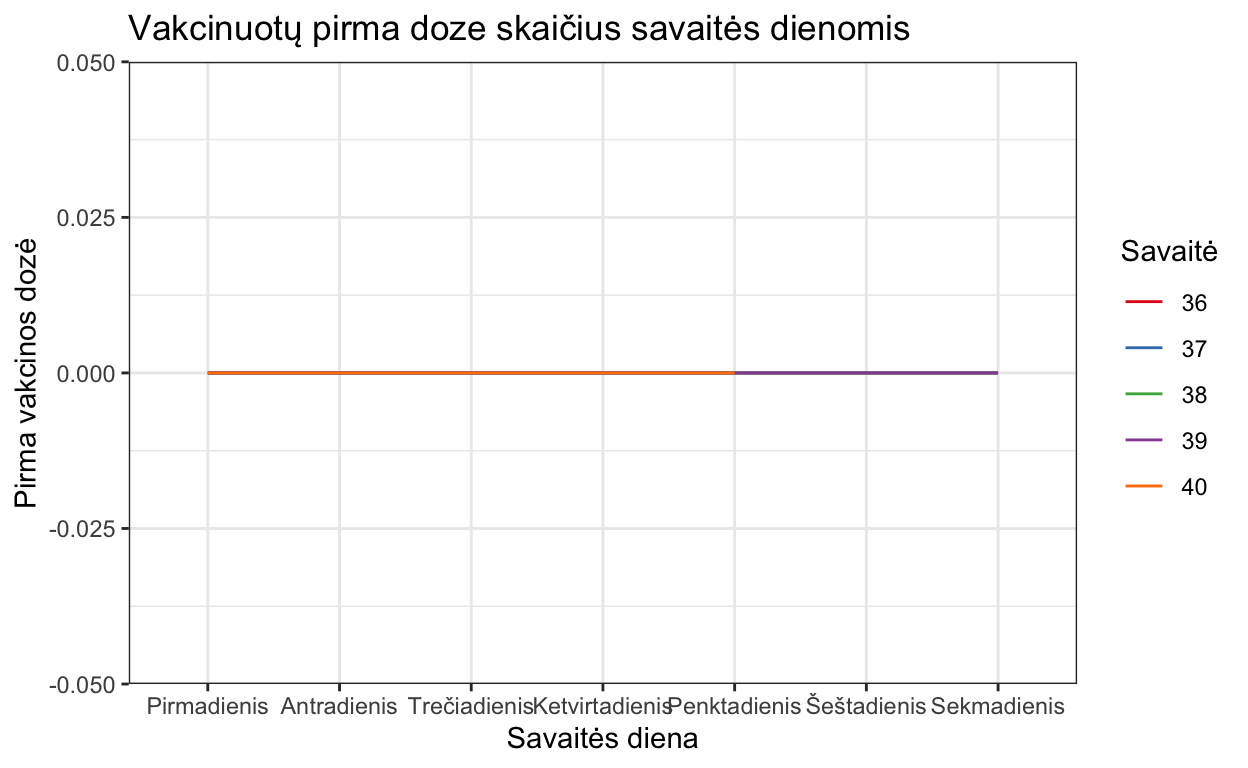 Vakcinuotų pirma doze skaičius savaitės dienomis
0.050
0.025
0.000
-0.025
-0.050
Pirma vakcinos dozė
Pirmadienis Antradienis Trečiadienis Ketvirtadienis Penktadienis Šeštadienis Sekmadienis
Savaitės diena
Savaitė
36
37
38
39
40